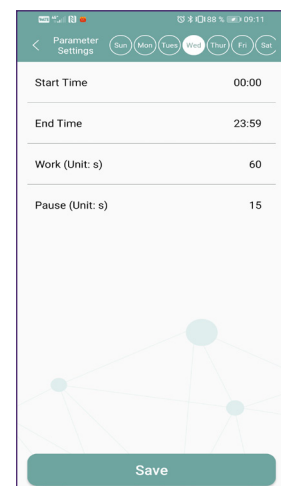 88 % 09:11
Parameter
Settings
Sun Mon Tues Wed Thur Fri Sat
Start Time 00:00
End Time 23:59
Work (Unit: s) 60
Pause (Unit: s) 15
Save